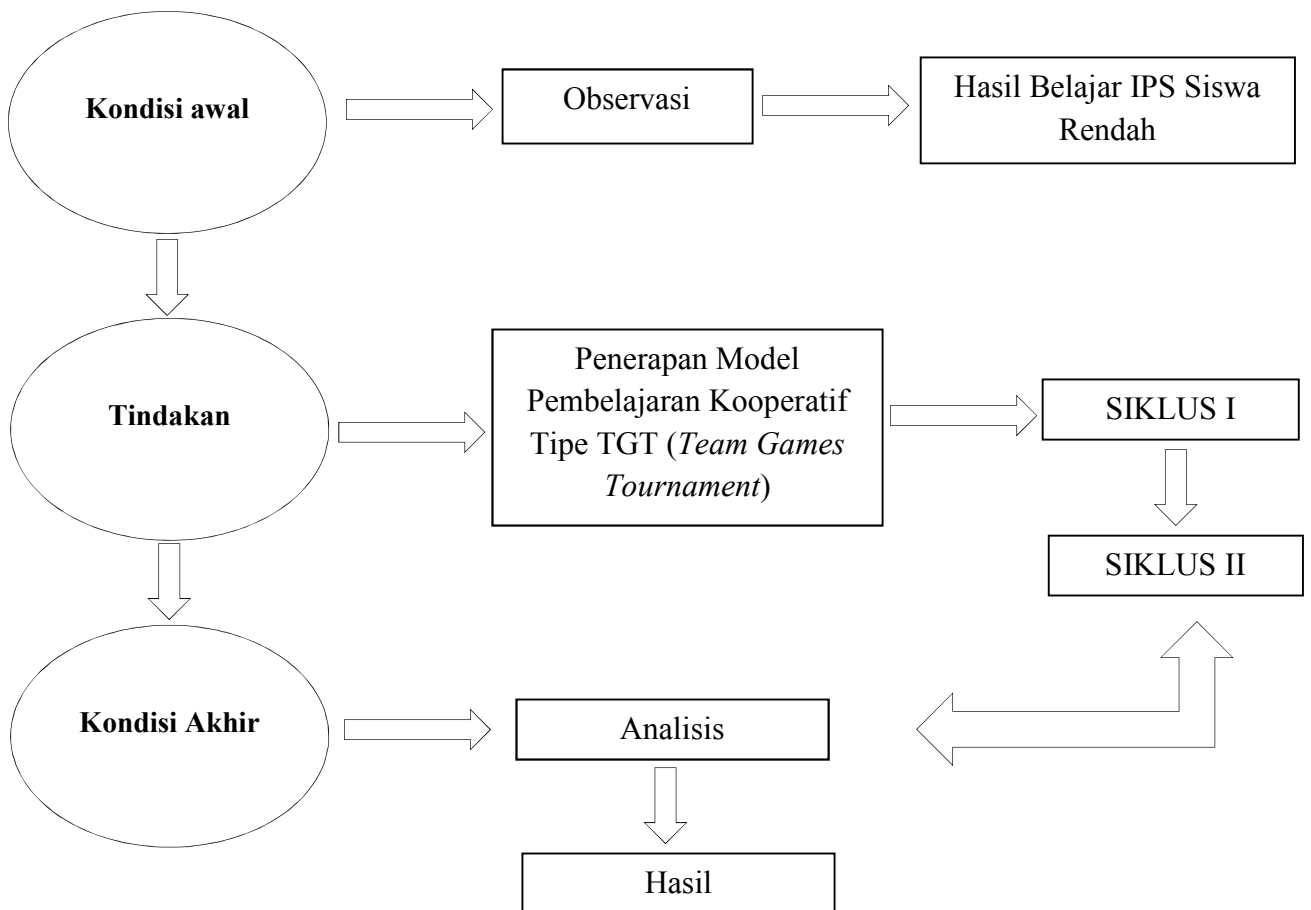 Kondisi awal
Observasi
Hasil Belajar IPS Siswa
Rendah
Tindakan
Penerapan Model
Pembelajaran Kooperatif
Tipe TGT (Team Games
Tournament)
SIKLUS I
SIKLUS II
Kondisi Akhir
Analisis
Hasil